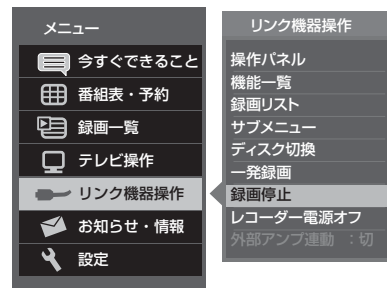 メニュー
今すぐできること
番組表・予約
録画一覧
テレビ操作
リンク機器操作
お知らせ・情報
設定
リンク機器操作
操作パネル
機能一覧
録画リスト
サブメニュー
ディスク切換
一発録画
録画停止
レコーダー電源オフ
外部アンプ連動　：切